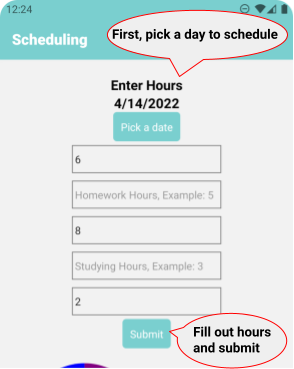 12:24
First, pick a day to schedule
Scheduling
Enter Hours
4/14/2022
Pick a date
6
Homework Hours, Example: 5
8
Studying Hours, Example: 3
2
Submit
Fill out hours
and submit